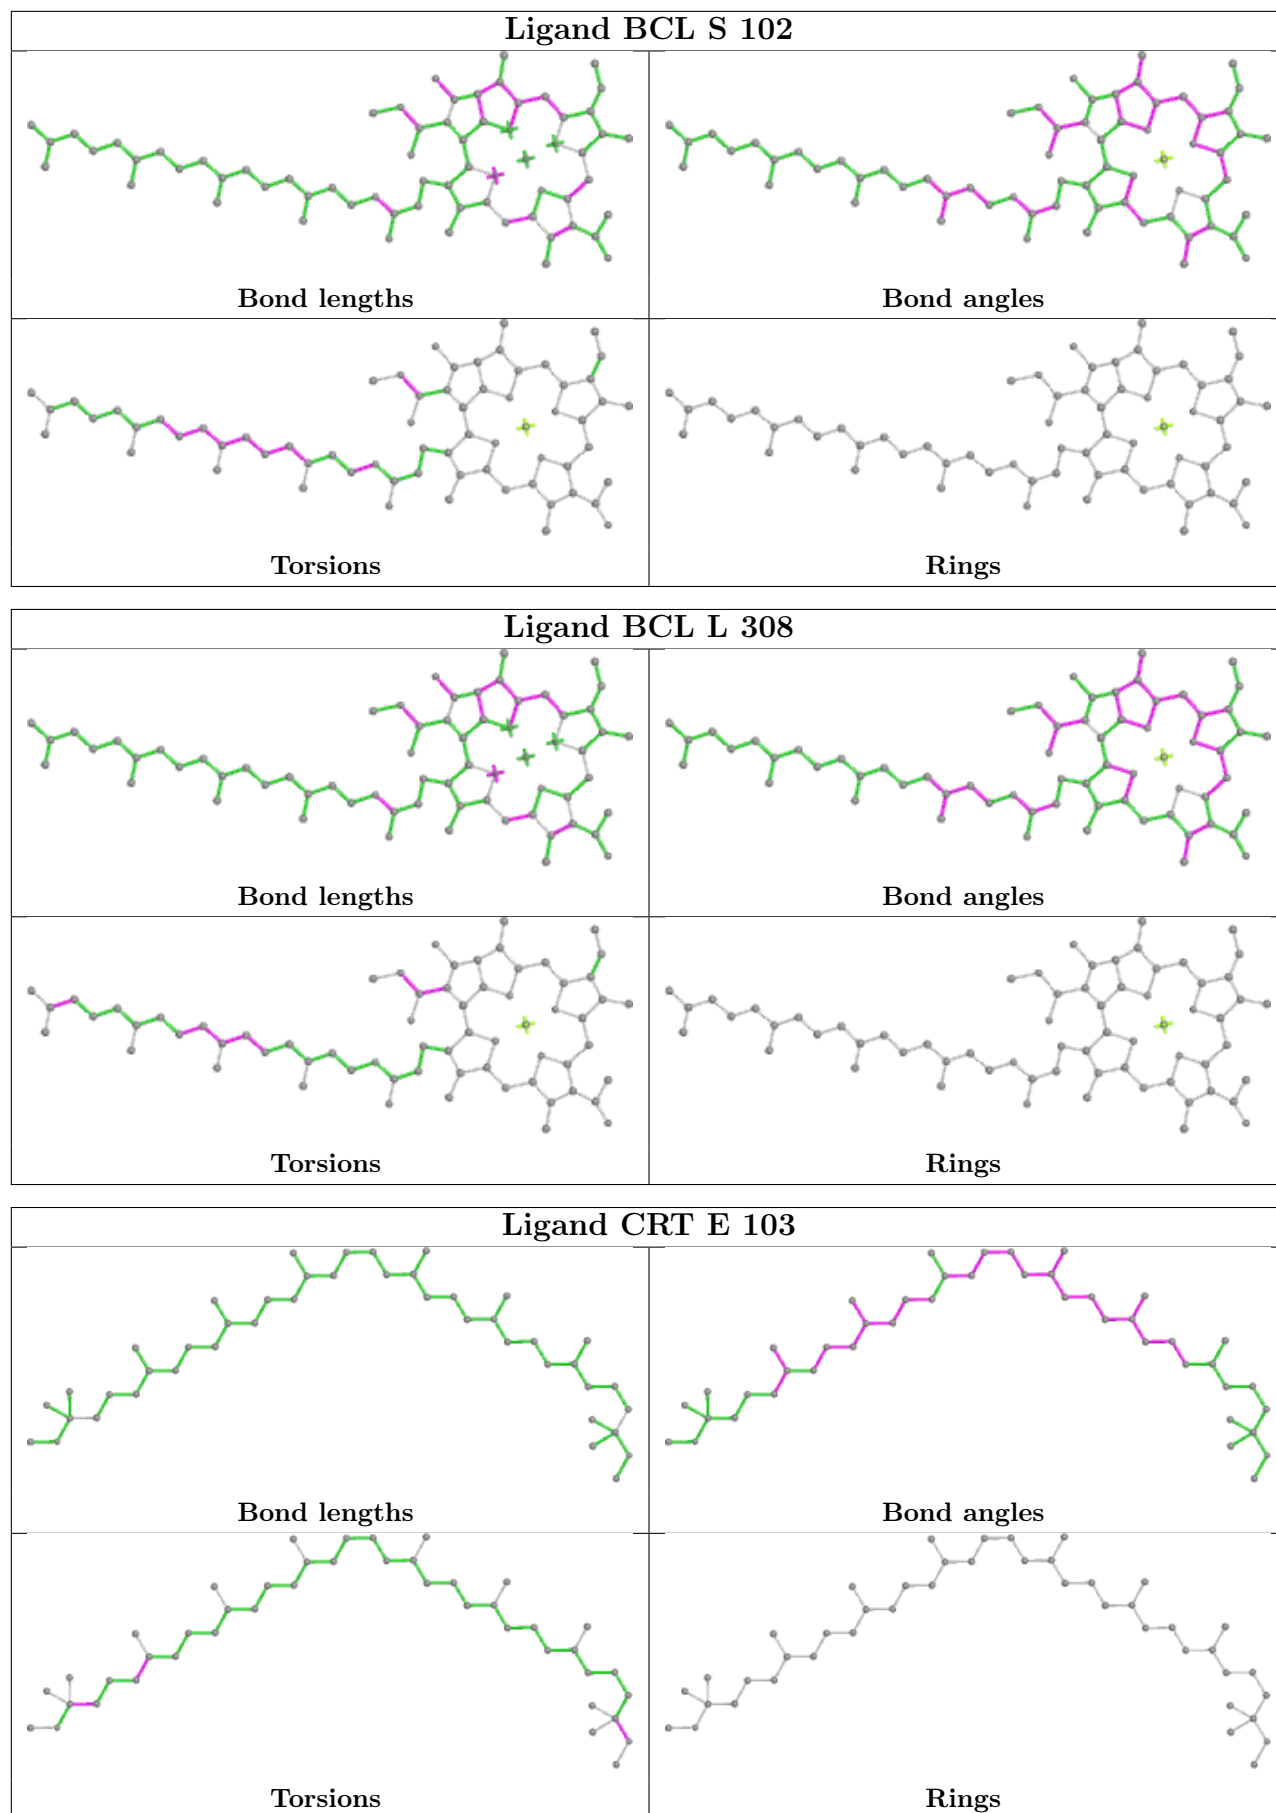 Ligand BCL S 102
Bond lengths
Bond angles
Torsions
Rings
Ligand BCL L 308
Bond lengths
Bond angles
Torsions
Rings
Ligand CRT E 103
Bond lengths
Bond angles
Torsions
Rings